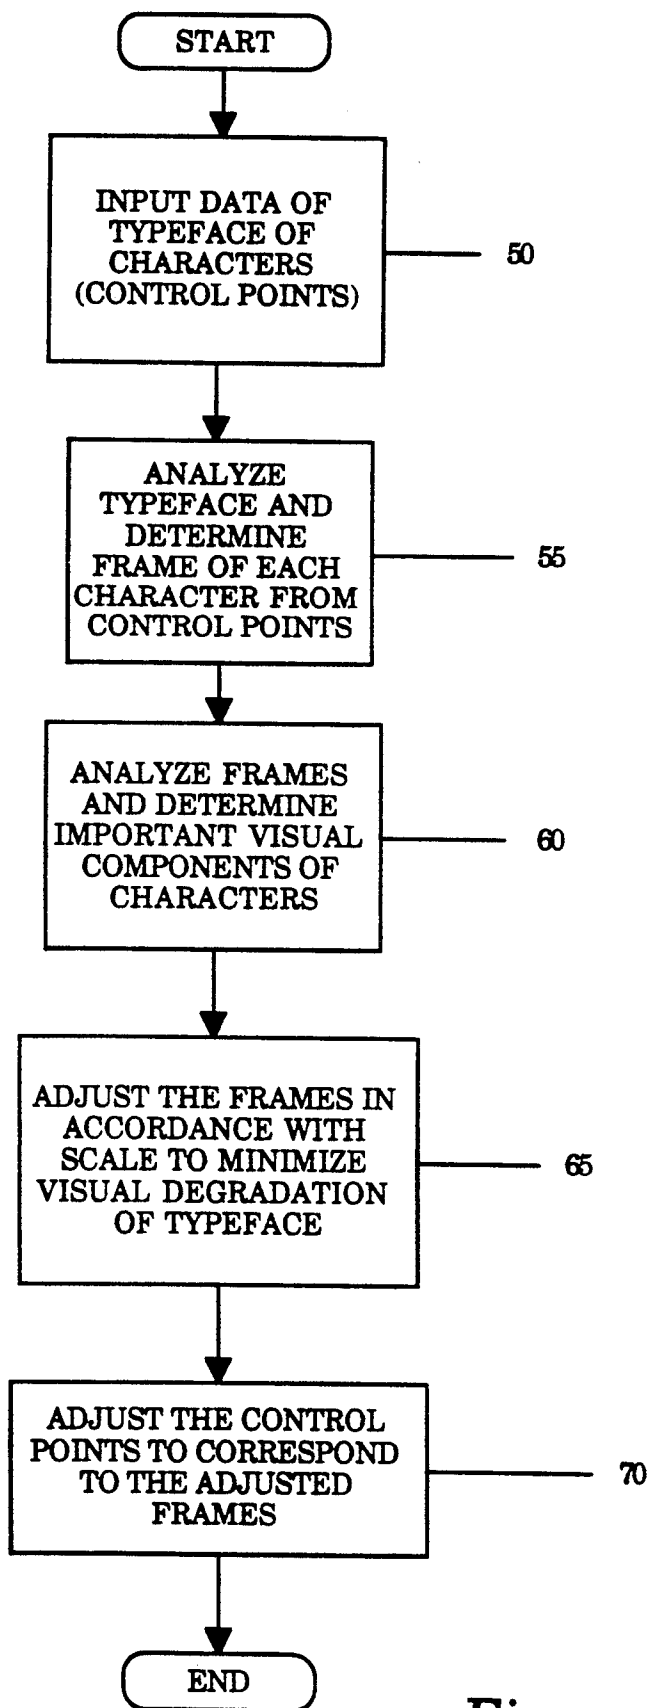 START
INPUT DATA OF
TYPEFACE OF
CHARACTERS
(CONTROL POINTS)
50
ANALYZE
TYPEFACE AND
DETERMINE
FRAME OF EACH
CHARACTER FROM
CONTROL POINTS
55
ANALYZE FRAMES
AND DETERMINE
IMPORTANT VISUAL
COMPONENTS OF
CHARACTERS
60
ADJUST THE FRAMES IN
ACCORDANCE WITH
SCALE TO MINIMIZE
VISUAL DEGRADATION
OF TYPEFACE
65
ADJUST THE CONTROL
POINTS TO CORRESPOND
TO THE ADJUSTED
FRAMES
70
END